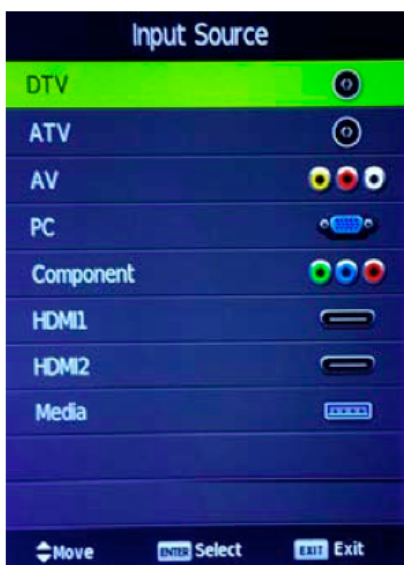 Input Source
DTV
ATV
AV
PC
Component
HDMI1
HDMI2
Media
Move ENTER Select EXIT Exit